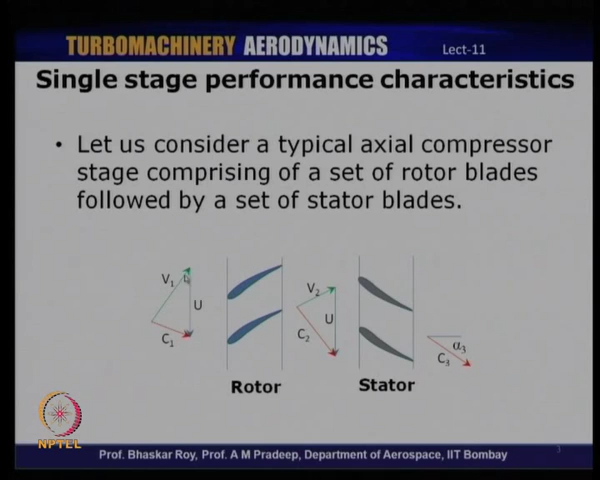 TURBOMACHINERY AERODYNAMICS
Lect-11
Single stage performance characteristics
• Let us consider a typical axial compressor
stage comprising of a set of rotor blades
followed by a set of stator blades.
V₁
U
C₁
V₂
U
C₂
α₃
C₃
Rotor
Stator
NPTEL
Prof. Bhaskar Roy, Prof. A M Pradeep, Department of Aerospace, IIT Bombay
3